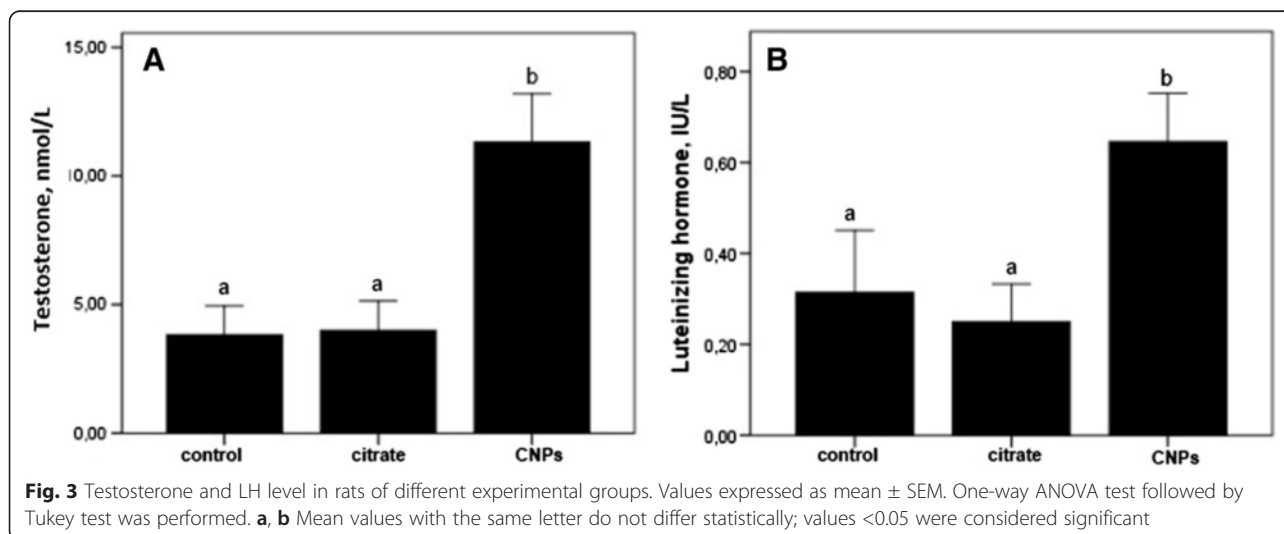 A
Testosterone, nmol/L
15,00
10,00
5,00
0,00
a
a
b
control
citrate
CNPs
B
Luteinizing hormone, IU/L
0,80
0,60
0,40
0,20
0,00
a
a
b
control
citrate
CNPs
Fig. 3 Testosterone and LH level in rats of different experimental groups. Values expressed as mean ± SEM. One-way ANOVA test followed by
Tukey test was performed. a, b Mean values with the same letter do not differ statistically; values <0.05 were considered significant